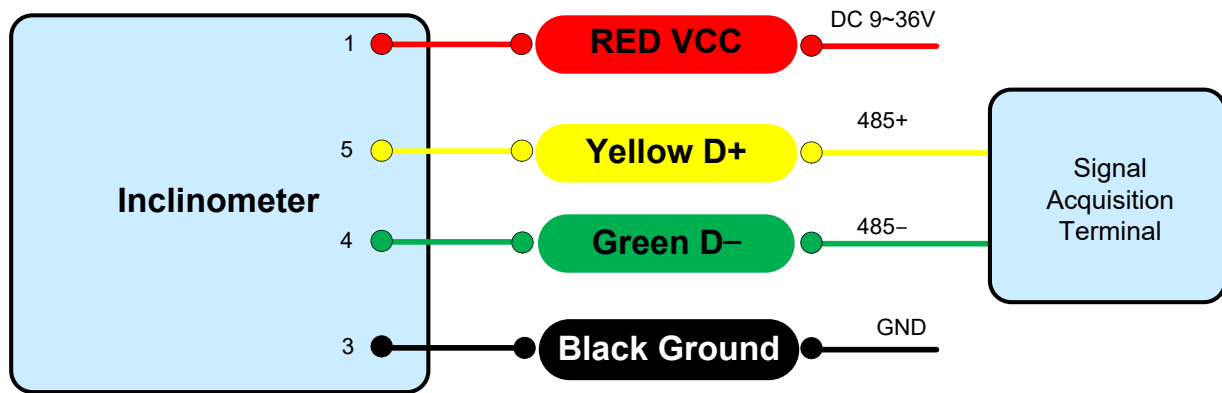 DC 9~36V
1
RED VCC
485+
5
Yellow D+
Signal
Acquisition
Terminal
Inclinometer
485−
4
Green D−
GND
3
Black Ground